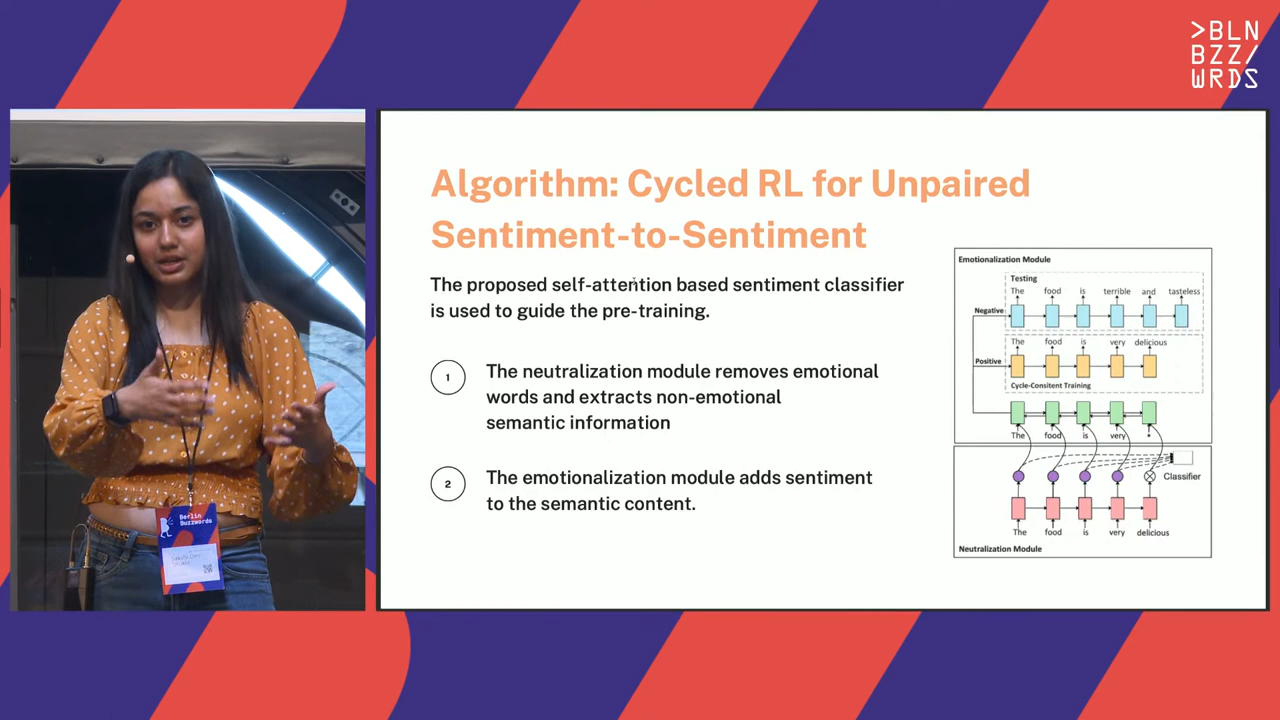 >BLN
BZZ/
WRDS
Algorithm: Cycled RL for Unpaired
Sentiment-to-Sentiment
The proposed self-attention based sentiment classifier
is used to guide the pre-training.
1
The neutralization module removes emotional
words and extracts non-emotional
semantic information
2
The emotionalization module adds sentiment
to the semantic content.
Emotionalization Module
Testing
The food is terrible and tasteless
Negative
The food is very delicious
Positive
Cycle-Consitent Training
The food is very *
Classifier
The food is very delicious
Neutralization Module
Berlin
Buzzwords